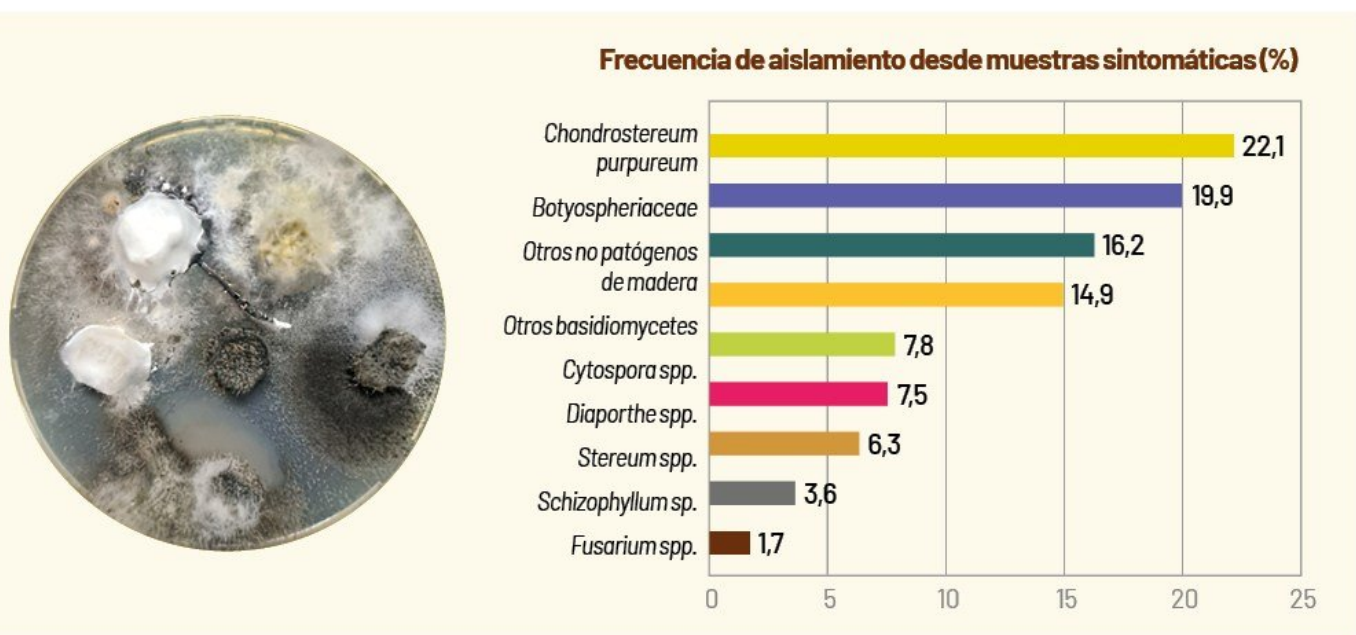 Frecuencia de aislamiento desde muestras sintomáticas (%)
Chondrostereum
purpureum
22,1
Botyospheriaceae
19,9
Otros no patógenos
de madera
16,2
Otros basidiomycetes
14,9
Cytospora spp.
7,8
Diaporthe spp.
7,5
Stereum spp.
6,3
Schizophyllum sp.
3,6
Fusarium spp.
1,7
0 5 10 15 20 25